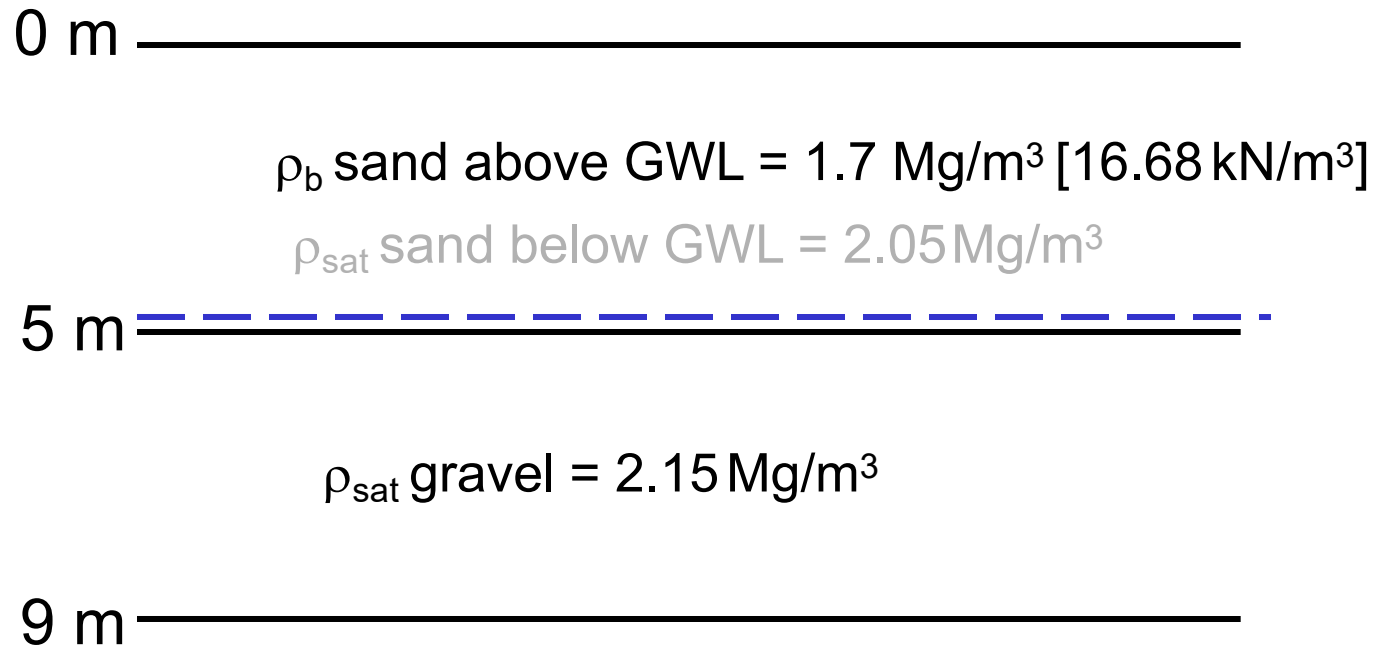 0 m
ρb sand above GWL = 1.7 Mg/m³ [16.68 kN/m³]
ρsat sand below GWL = 2.05 Mg/m³
5 m
ρsat gravel = 2.15 Mg/m³
9 m